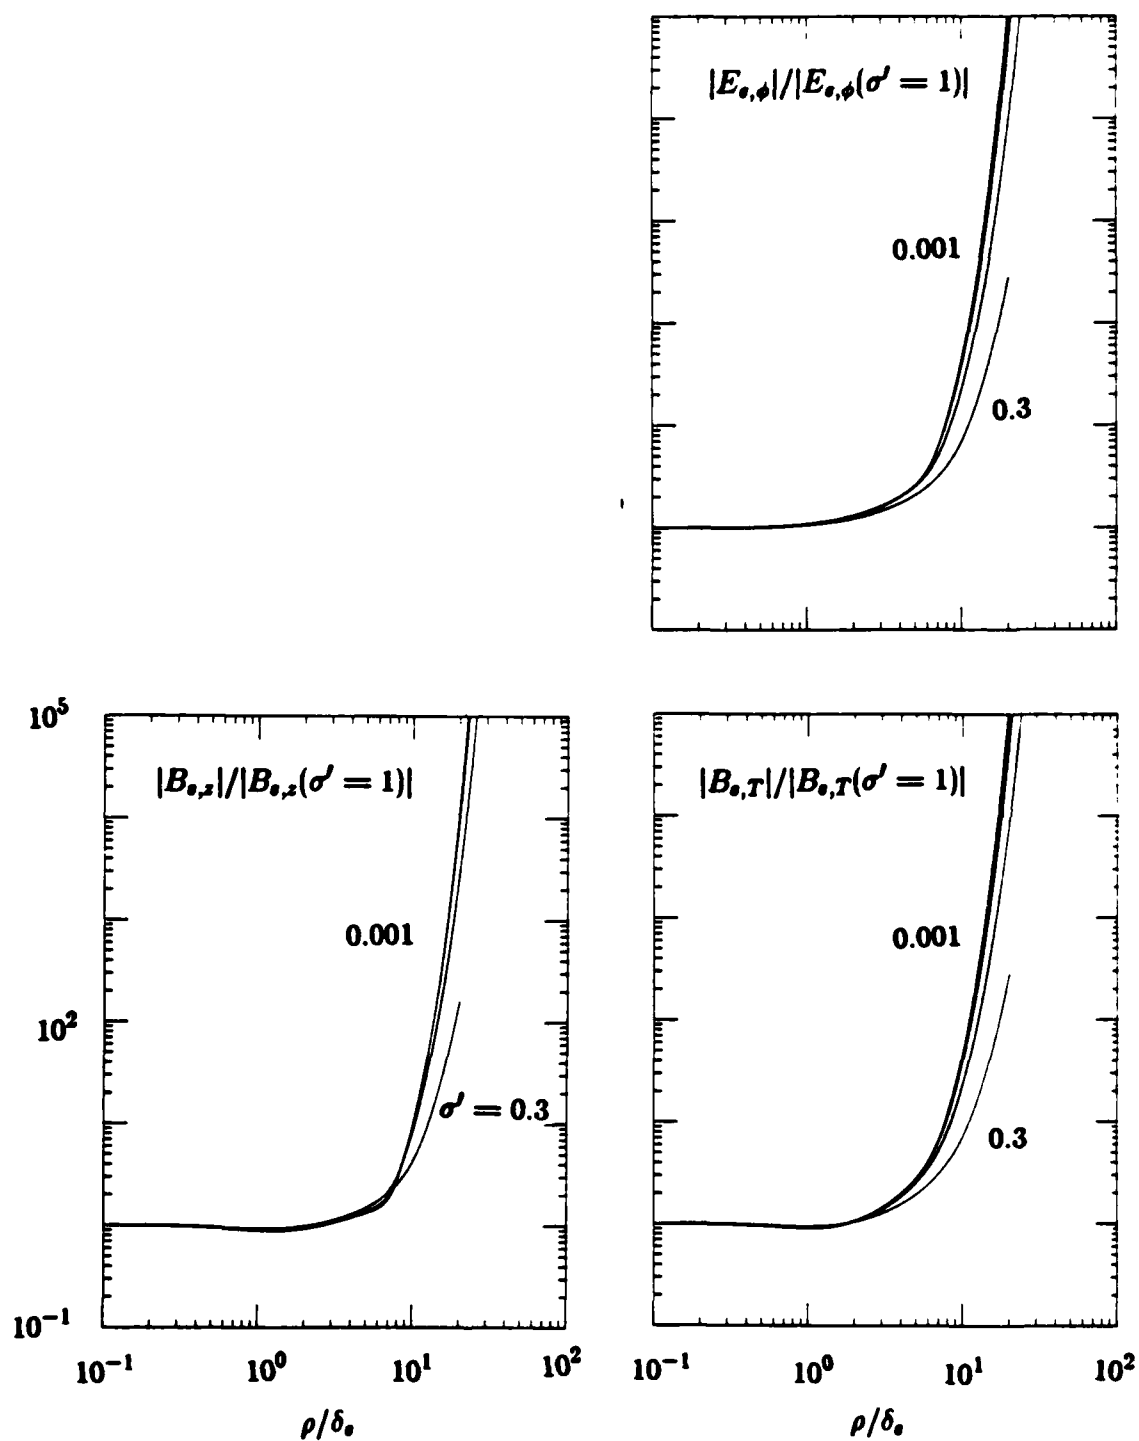 |E_{s,ϕ}|/|E_{s,ϕ}(σ' = 1)|
0.001
0.3
10^5
|B_{s,z}|/|B_{s,z}(σ' = 1)|
|B_{s,T}|/|B_{s,T}(σ' = 1)|
0.001
0.001
10^2
σ' = 0.3
0.3
10^{-1}
10^{-1} 10^0 10^1 10^2
10^{-1} 10^0 10^1 10^2
ρ/δ_s
ρ/δ_s